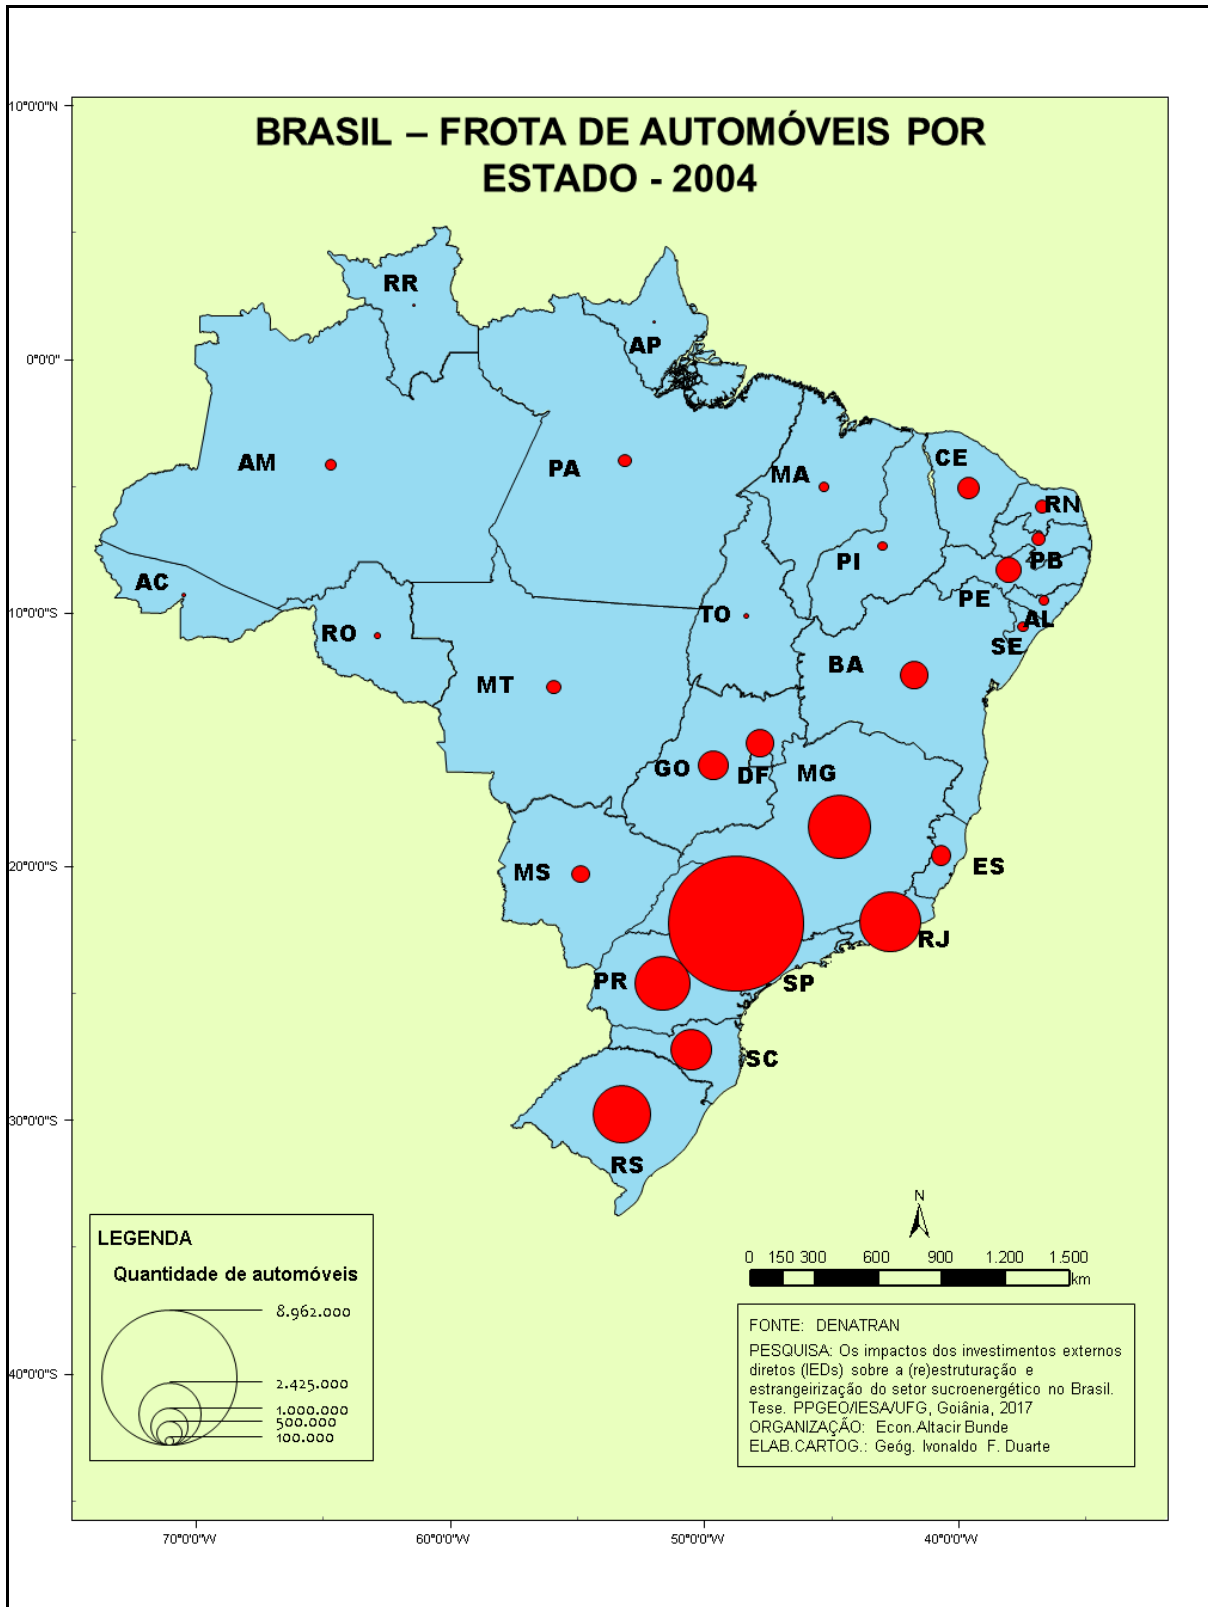 BRASIL – FROTA DE AUTOMÓVEIS POR
ESTADO - 2004
10°0'0"N
0°0'0"
10°0'0"S
20°0'0"S
30°0'0"S
40°0'0"S
70°0'0"W
60°0'0"W
50°0'0"W
40°0'0"W
RR
AP
AM
PA
MA
CE
RN
PI
PB
AC
PE
AL
TO
RO
SE
BA
MT
GO
DF
MG
MS
ES
RJ
PR
SP
SC
RS
LEGENDA
Quantidade de automóveis
8.962.000
2.425.000
1.000.000
500.000
100.000
N
0 150 300 600 900 1.200 1.500
km
FONTE: DENATRAN
PESQUISA: Os impactos dos investimentos externos
diretos (IEDs) sobre a (re)estruturação e
estrangeirização do setor sucroenergético no Brasil.
Tese. PPGEO/IESA/UFG, Goiânia, 2017
ORGANIZAÇÃO: Econ.Altacir Bunde
ELAB.CARTOG.: Geóg. Ivonaldo F. Duarte